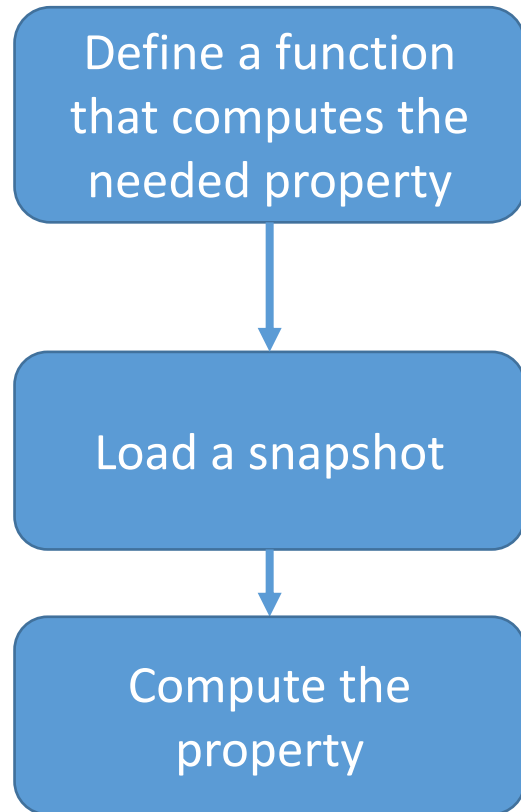 Define a function
that computes the
needed property
Load a snapshot
Compute the
property